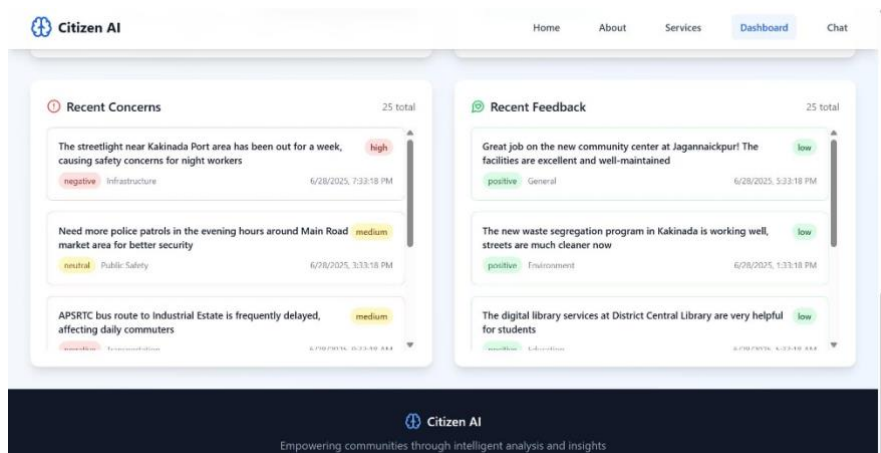 Citizen AI
Home About Services Dashboard Chat
Recent Concerns 25 total
The streetlight near Kakinada Port area has been out for a week, high
causing safety concerns for night workers
negative Infrastructure 6/28/2025, 7:33:18 PM
Need more police patrols in the evening hours around Main Road medium
market area for better security
neutral Public Safety 6/28/2025, 3:33:18 PM
APSRTC bus route to Industrial Estate is frequently delayed, medium
affecting daily commuters
Recent Feedback 25 total
Great job on the new community center at Jagannaickpur! The low
facilities are excellent and well-maintained
positive General 6/28/2025, 5:33:18 PM
The new waste segregation program in Kakinada is working well, low
streets are much cleaner now
positive Environment 6/28/2025, 1:33:18 PM
The digital library services at District Central Library are very helpful low
for students
Citizen AI
Empowering communities through intelligent analysis and insights